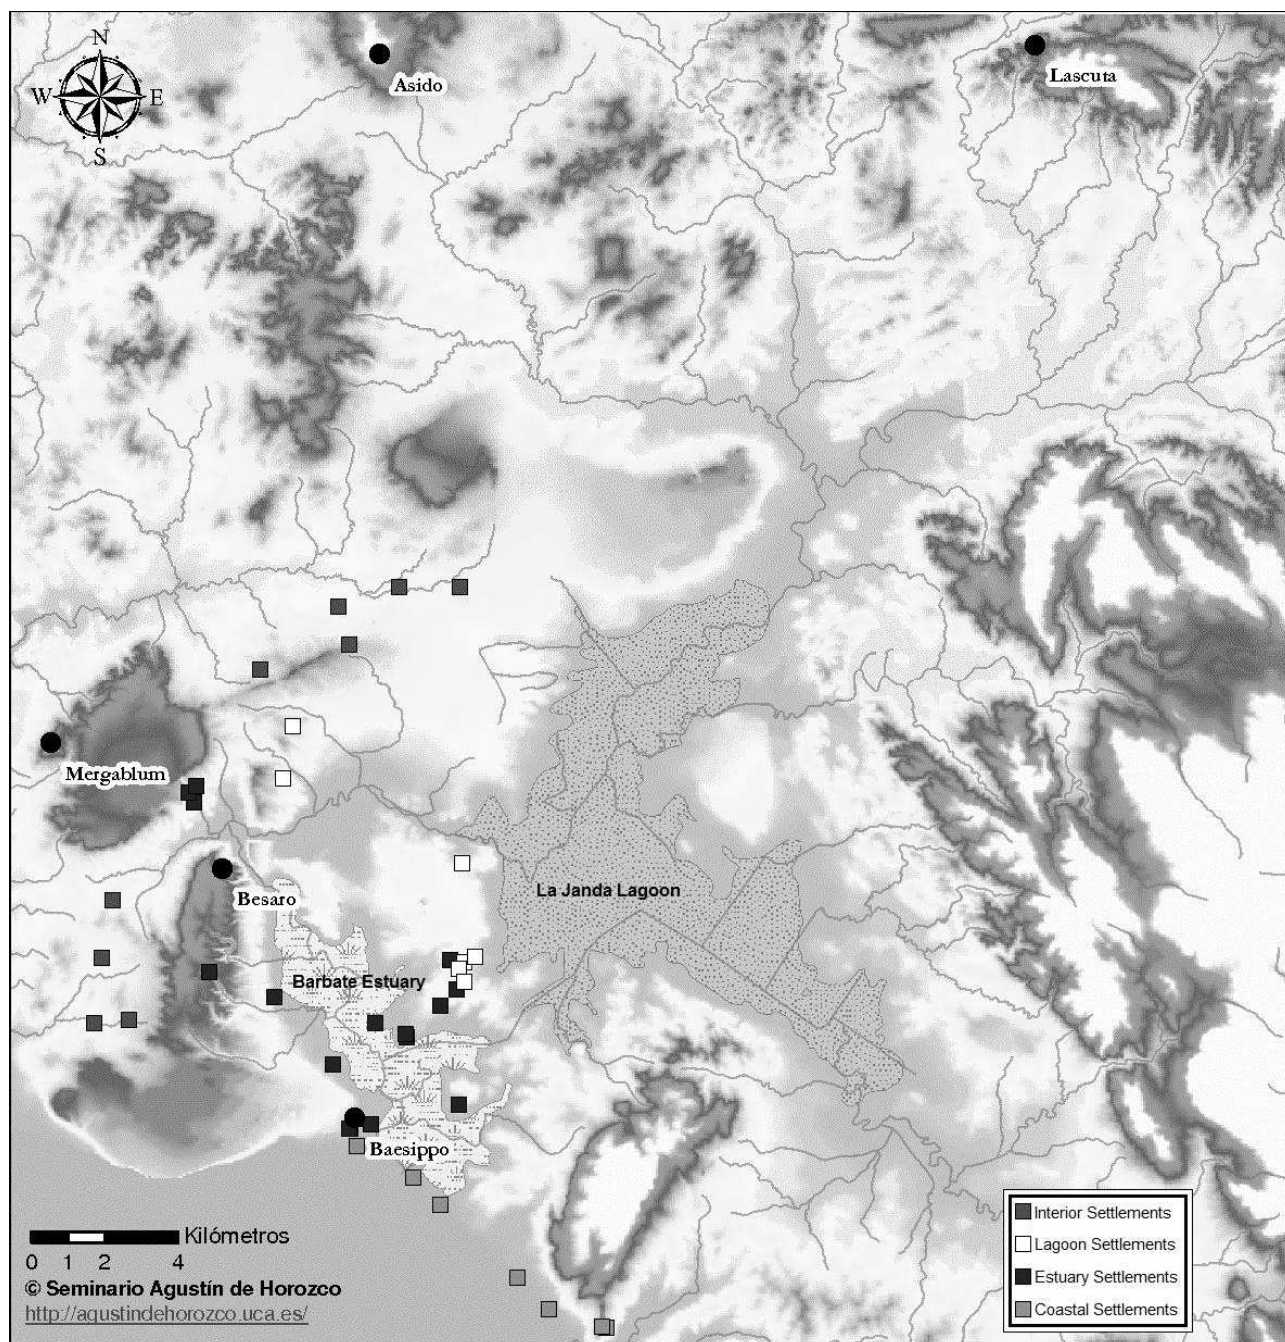 N
W E
S
Asido
Lascuta
Mergablum
Besaro
La Janda Lagoon
Barbate Estuary
Baesippo
Kilómetros
0 1 2 4
© Seminario Agustín de Horozco
http://agustindehorozco.uca.es/
Interior Settlements
Lagoon Settlements
Estuary Settlements
Coastal Settlements